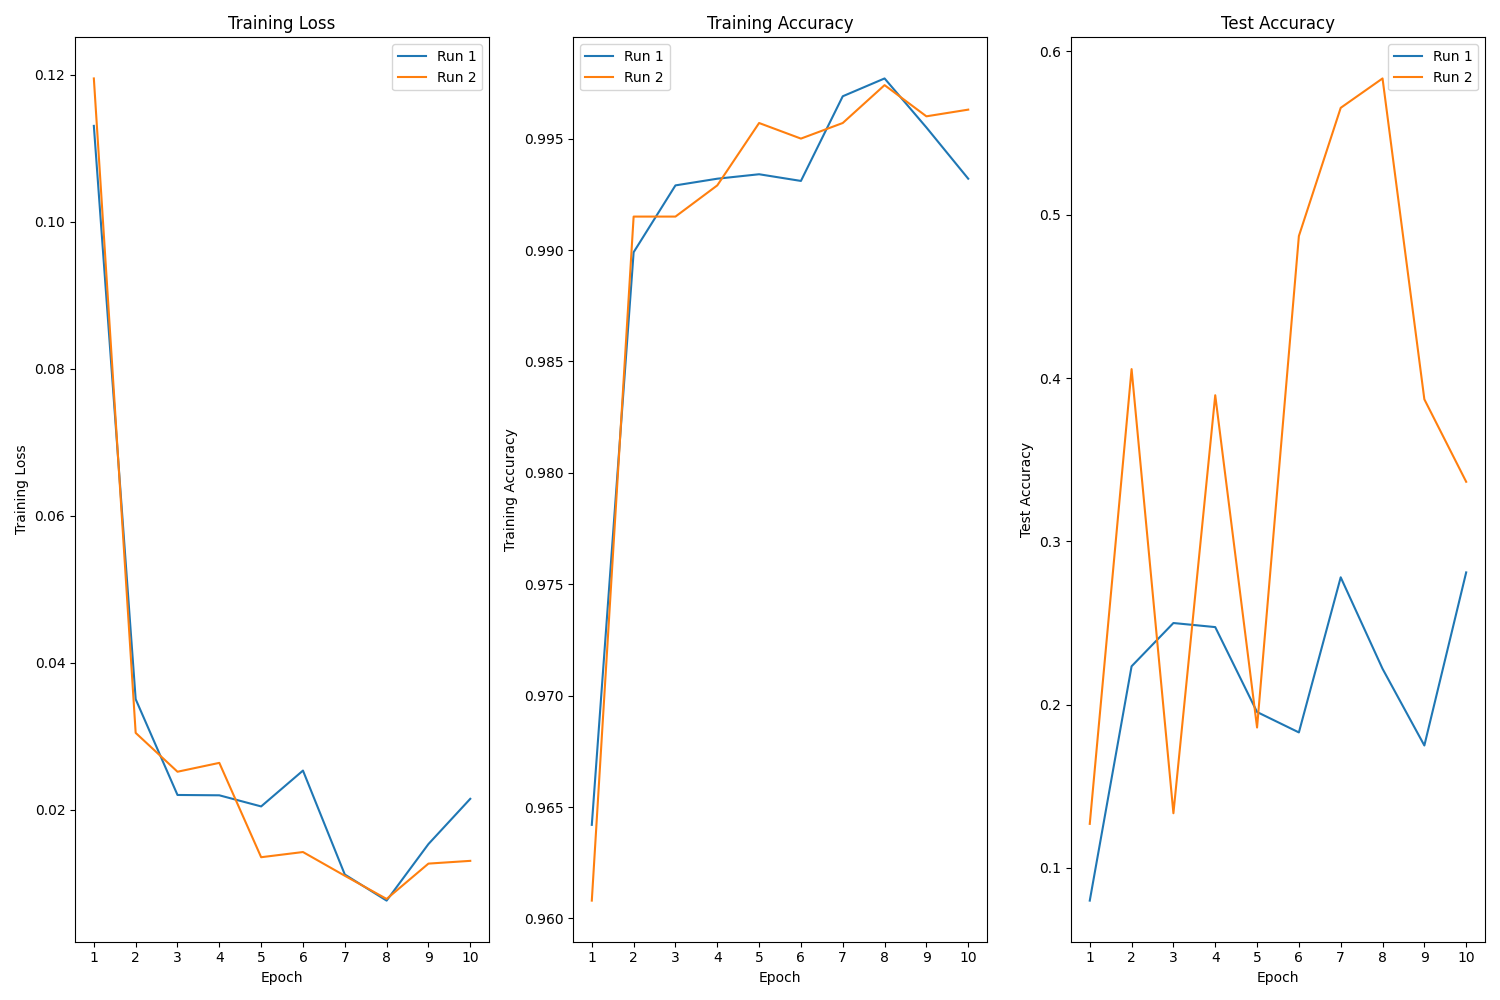 Training Loss
Training Accuracy
Test Accuracy
Run 1
Run 2
Run 1
Run 2
Run 1
Run 2
0.12
0.10
0.08
0.06
0.04
0.02
Training Loss
1 2 3 4 5 6 7 8 9 10
Epoch
0.995
0.990
0.985
0.980
0.975
0.970
0.965
0.960
Training Accuracy
1 2 3 4 5 6 7 8 9 10
Epoch
0.6
0.5
0.4
0.3
0.2
0.1
Test Accuracy
1 2 3 4 5 6 7 8 9 10
Epoch